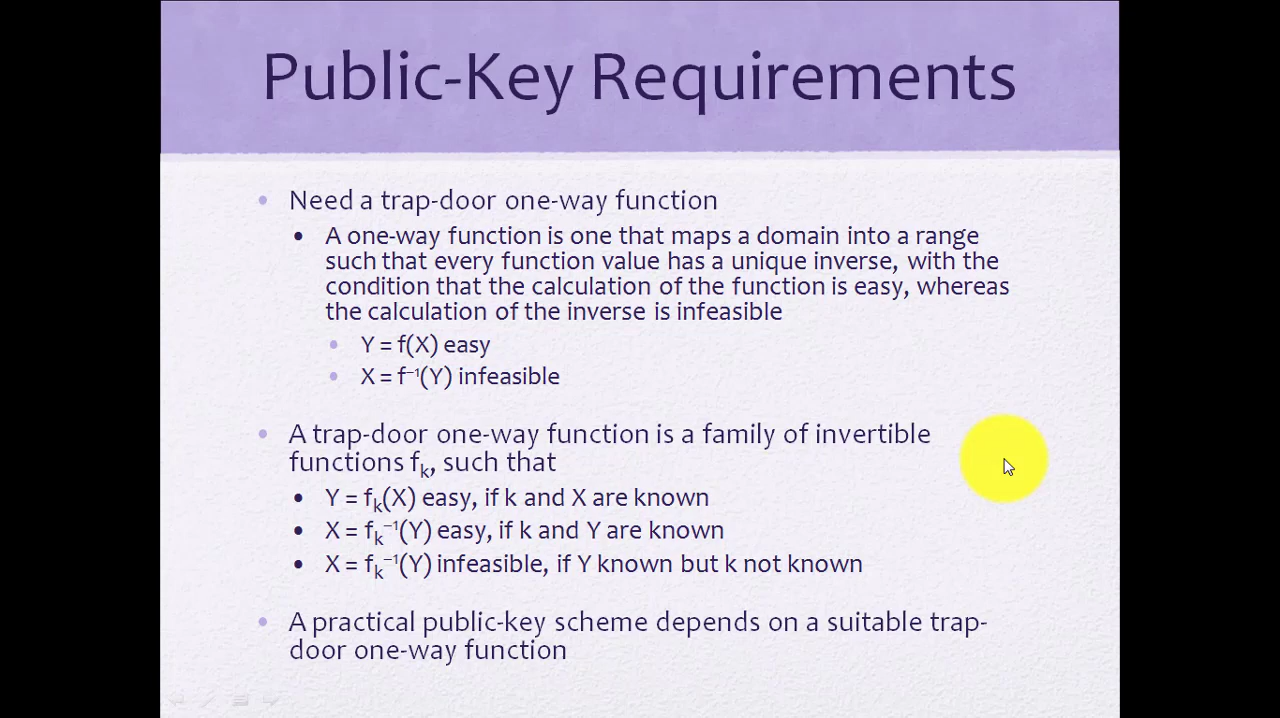 Public-Key Requirements
• Need a trap-door one-way function
• A one-way function is one that maps a domain into a range
such that every function value has a unique inverse, with the
condition that the calculation of the function is easy, whereas
the calculation of the inverse is infeasible
• Y = f(X) easy
• X = f⁻¹(Y) infeasible
• A trap-door one-way function is a family of invertible
functions fₖ, such that
• Y = fₖ(X) easy, if k and X are known
• X = fₖ⁻¹(Y) easy, if k and Y are known
• X = fₖ⁻¹(Y) infeasible, if Y known but k not known
• A practical public-key scheme depends on a suitable trap-
door one-way function